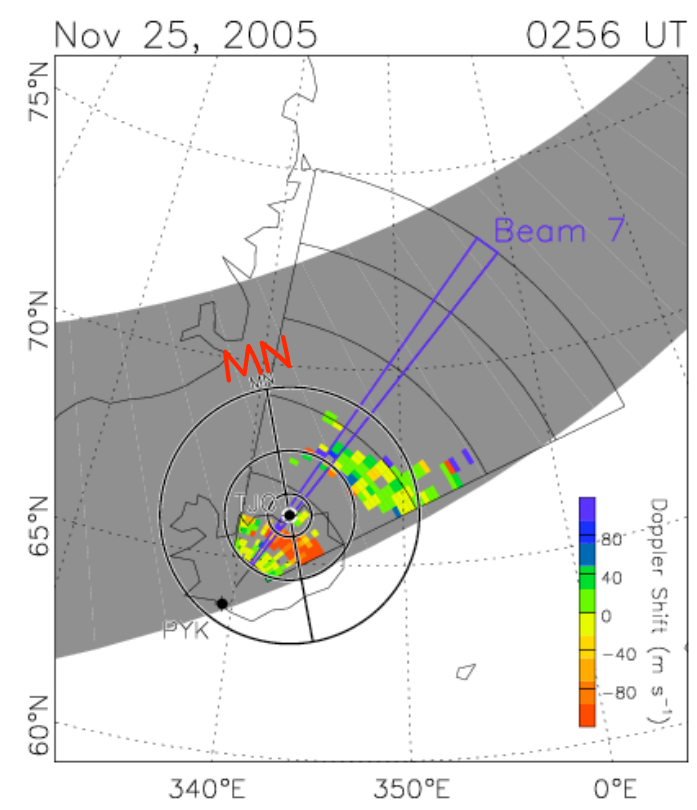 Nov 25, 2005
0256 UT
75°N
Beam 7
70°N
MN
MN
TJO
65°N
PYK
60°N
80
40
0
-40
-80
Doppler Shift (m s⁻¹)
340°E
350°E
0°E